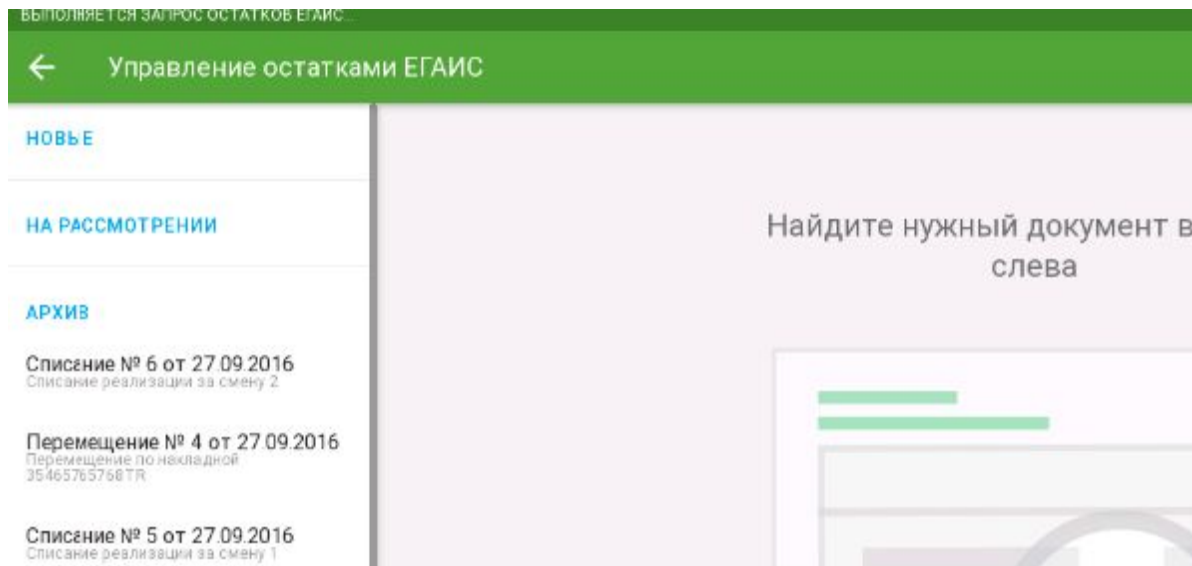 ВЫПОЛНЯЕТСЯ ЗАПРОС ОСТАТКОВ ЕГАИС...
Управление остатками ЕГАИС
НОВЫЕ
НА РАССМОТРЕНИИ
АРХИВ
Списание № 6 от 27.09.2016
Списание реализации за смену 2
Перемещение № 4 от 27.09.2016
Перемещение по накладной
35465765768TR
Списание № 5 от 27.09.2016
Списание реализации за смену 1
Найдите нужный документ в
слева